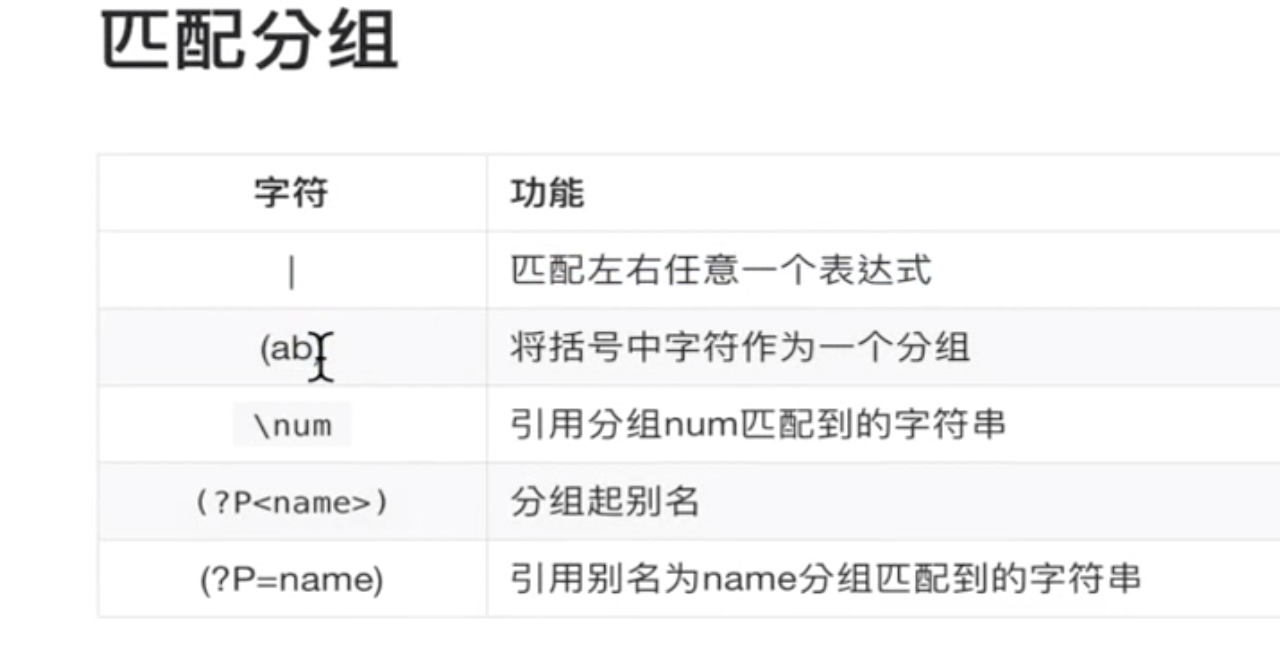 匹配分组
字符 功能
| 匹配左右任意一个表达式
(ab) 将括号中字符作为一个分组
\num 引用分组num匹配到的字符串
(?P<name>) 分组起别名
(?P=name) 引用别名为name分组匹配到的字符串